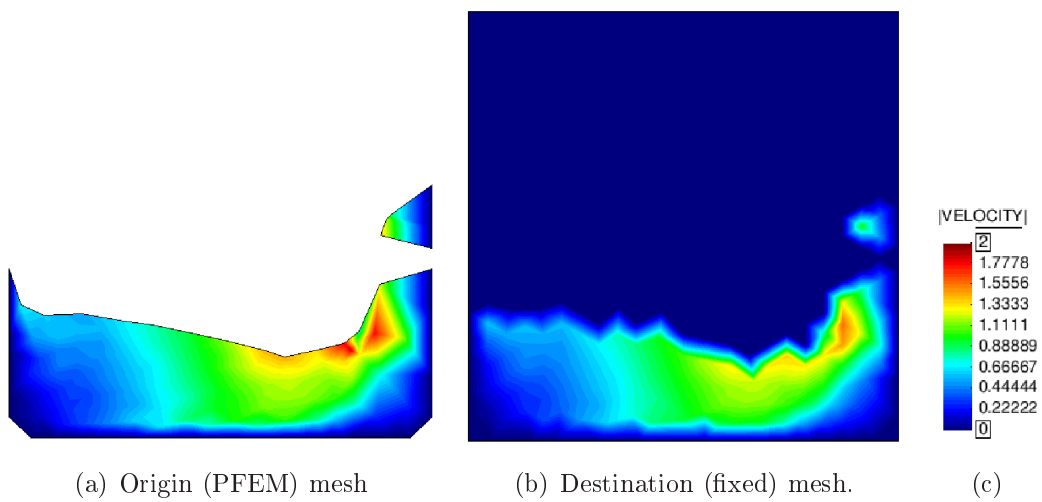 |VELOCITY|
2
1.7778
1.5556
1.3333
1.1111
0.88889
0.66667
0.44444
0.22222
0
(a) Origin (PFEM) mesh
(b) Destination (fixed) mesh.
(c)